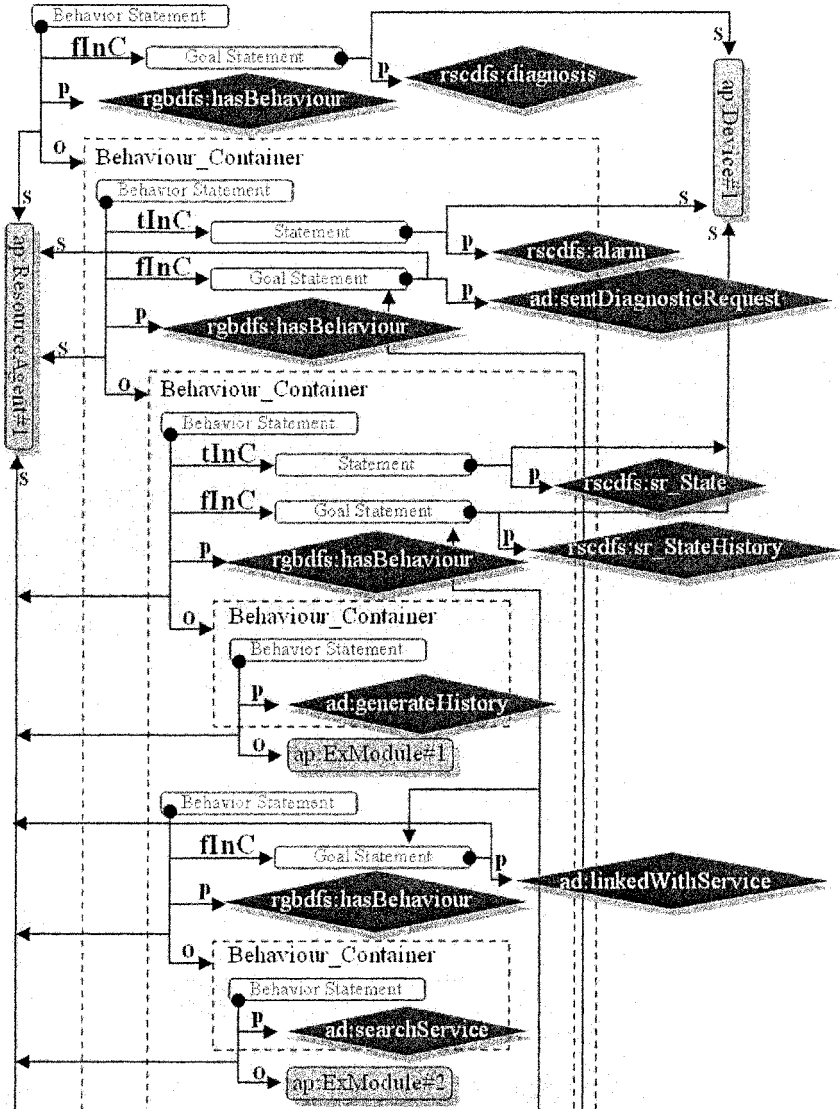 Behavior Statement
fInC
Goal Statement
s
p
rscdfs:diagnosis
p
rgbdfs:hasBehaviour
ap:Device#1
o
Behaviour_Container
s
Behavior Statement
s
tInC
Statement
s
s
p
rscdfs:alarm
fInC
Goal Statement
p
ad:sentDiagnosticRequest
ap:ResourceAgent#1
p
rgbdfs:hasBehaviour
s
o
Behaviour_Container
Behavior Statement
s
tInC
Statement
p
rscdfs:sr_State
fInC
Goal Statement
p
rscdfs:sr_StateHistory
p
rgbdfs:hasBehaviour
o
Behaviour_Container
Behavior Statement
p
ad:generateHistory
o
ap:ExModule#1
Behavior Statement
fInC
Goal Statement
p
ad:linkedWithService
p
rgbdfs:hasBehaviour
o
Behaviour_Container
Behavior Statement
p
ad:searchService
o
ap:ExModule#2